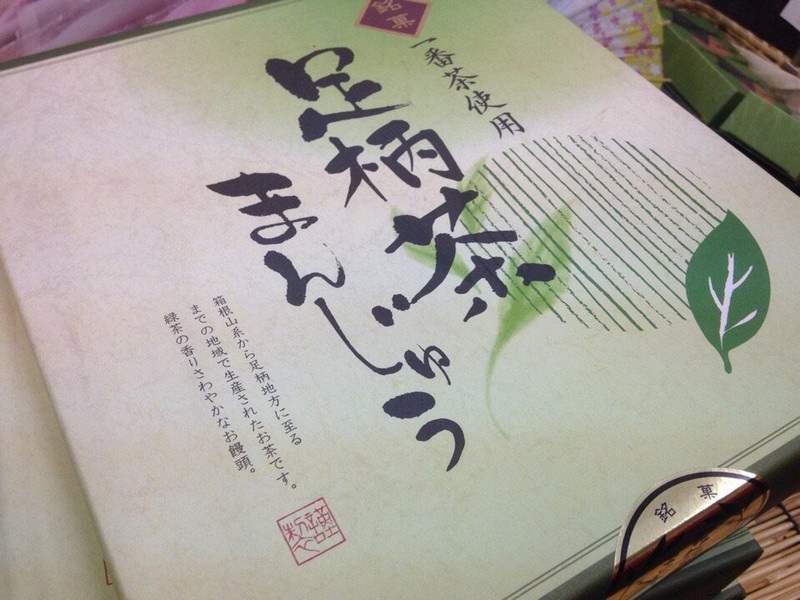 銘菓
一番茶使用
足柄茶
まんじゅう
箱根山系から足柄地方に至る
までの地域で生産されたお茶です。
緑茶の香りさわやかなお饅頭。
銘菓